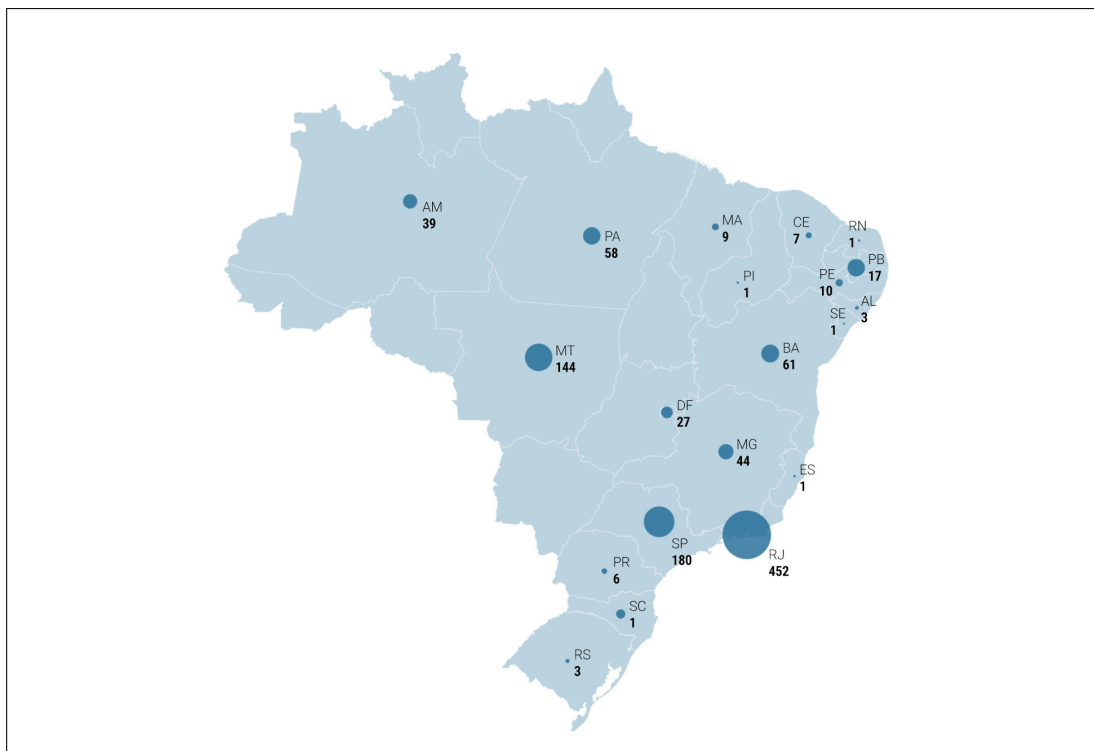 AM
39
PA
58
MA
9
CE
7
RN
1
PB
17
PI
1
PE
10
AL
3
SE
1
MT
144
BA
61
DF
27
MG
44
ES
1
SP
180
RJ
452
PR
6
SC
1
RS
3